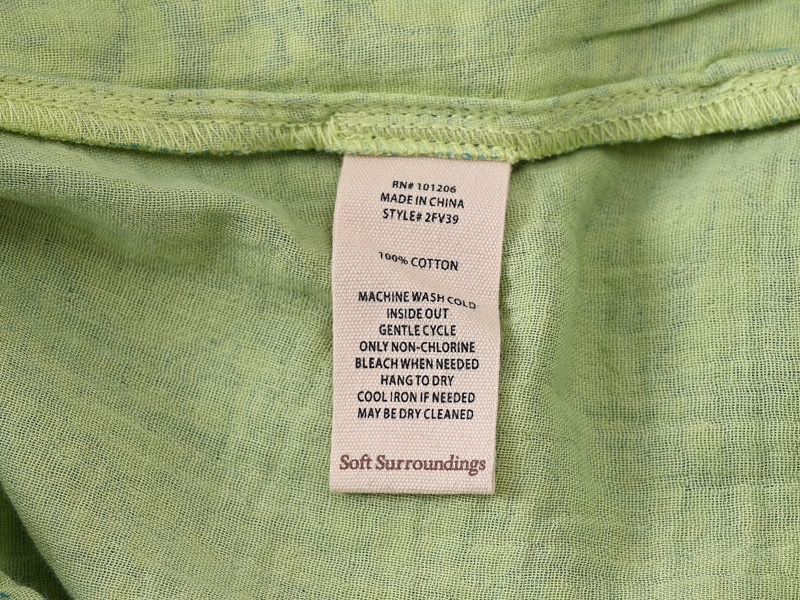 RN# 101206
MADE IN CHINA
STYLE# 2FV39
100% COTTON
MACHINE WASH COLD
INSIDE OUT
GENTLE CYCLE
ONLY NON-CHLORINE
BLEACH WHEN NEEDED
HANG TO DRY
COOL IRON IF NEEDED
MAY BE DRY CLEANED
Soft Surroundings